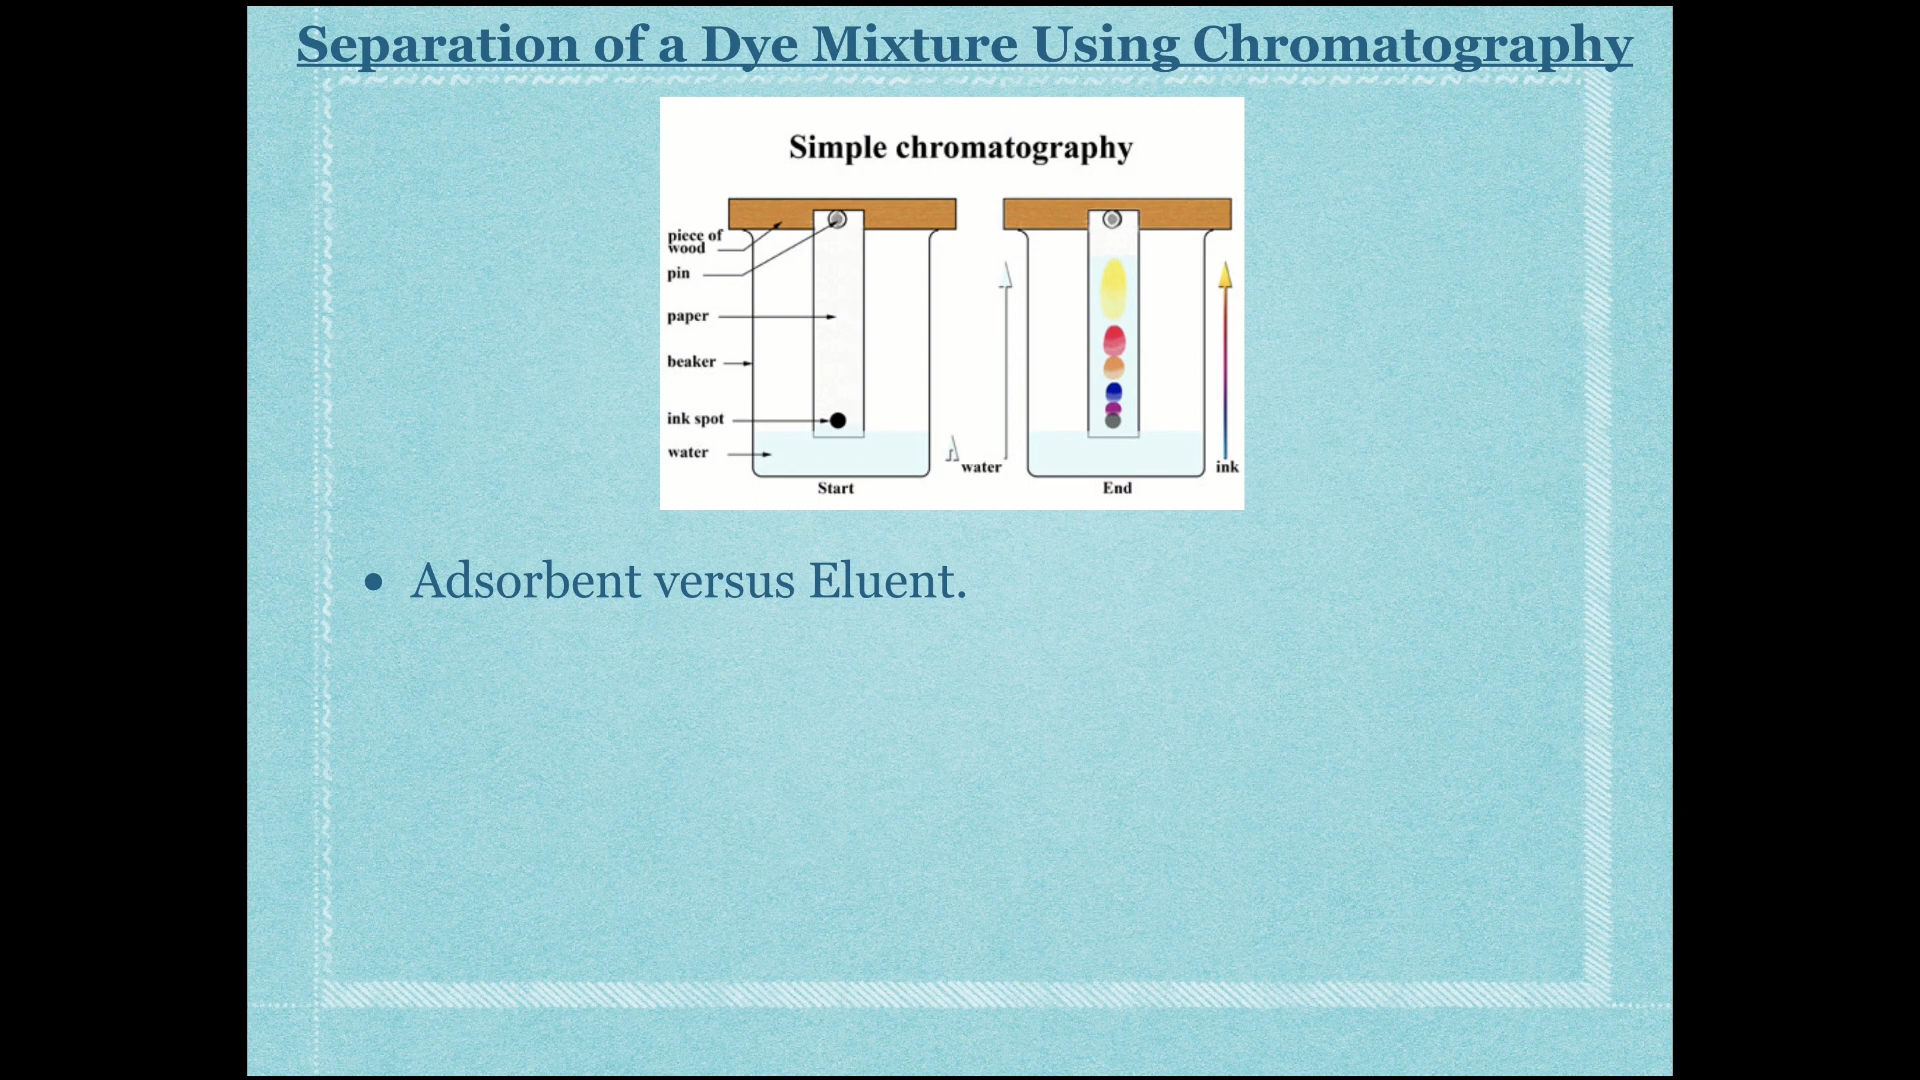 Separation of a Dye Mixture Using Chromatography
Simple chromatography
piece of
wood
pin
paper
beaker
ink spot
water
Start
water
End
ink
• Adsorbent versus Eluent.